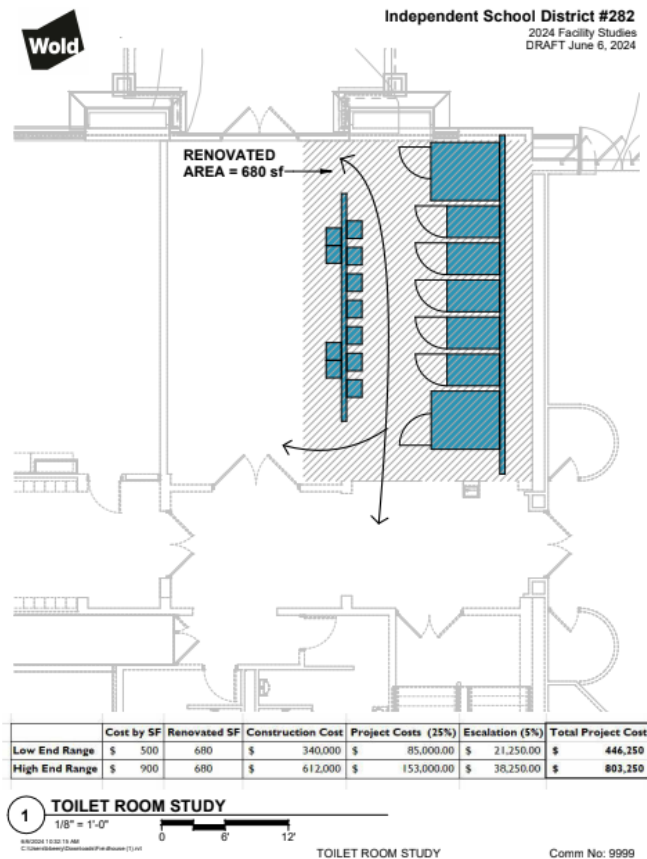 Wold
Independent School District #282
2024 Facility Studies
DRAFT June 6, 2024
RENOVATED
AREA = 680 sf
Cost by SF Renovated SF Construction Cost Project Costs (25%) Escalation (5%) Total Project Cost
Low End Range $ 500 680 $ 340,000 $ 85,000.00 $ 21,250.00 $ 446,250
High End Range $ 900 680 $ 612,000 $ 153,000.00 $ 38,250.00 $ 803,250
1 TOILET ROOM STUDY
1/8" = 1'-0"
0 6' 12'
TOILET ROOM STUDY Comm No: 9999